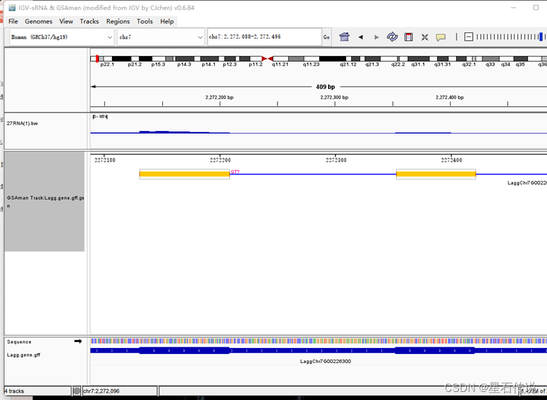 IGV-sRNA & GSAman (modified from IGV by CJchen) v0.6.84
File Genomes View Tracks Regions Tools Help
Human (GRCh37/hg19) chr7 chr7:2,272,088-2,272,496 Go
p22.1 p21.2 p15.3 p14.3 p14.1 p12.3 p11.2 q11.21 q11.23 q21.12 q21.3 q22.2 q31.1 q31.2 q32.1 q33 q34 q35 q36
409 bp
2,272,200 bp 2,272,300 bp 2,272,400 bp
27RNA(1).bw
2272100 2272200 2272300 2272400
GSAman Track:Lagg.gene.gff.gs
n
GT?
LaggChr7G002263
Sequence
Lagg.gene.gff
LaggChr7G00226300
4 tracks chr7:2,272,096
CSDN @星石传说